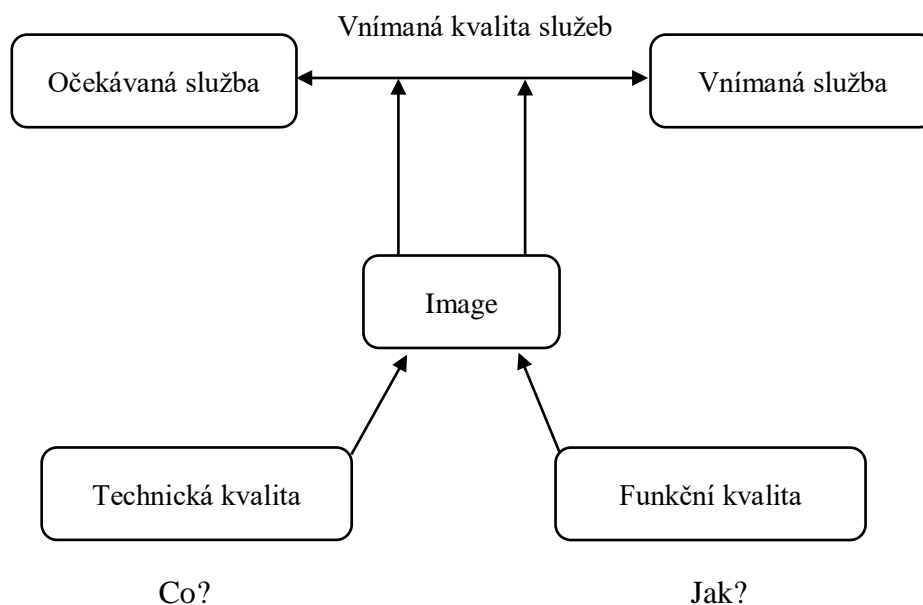 Vnímaná kvalita služeb
Očekávaná služba
Vnímaná služba
Image
Technická kvalita
Funkční kvalita
Co?
Jak?